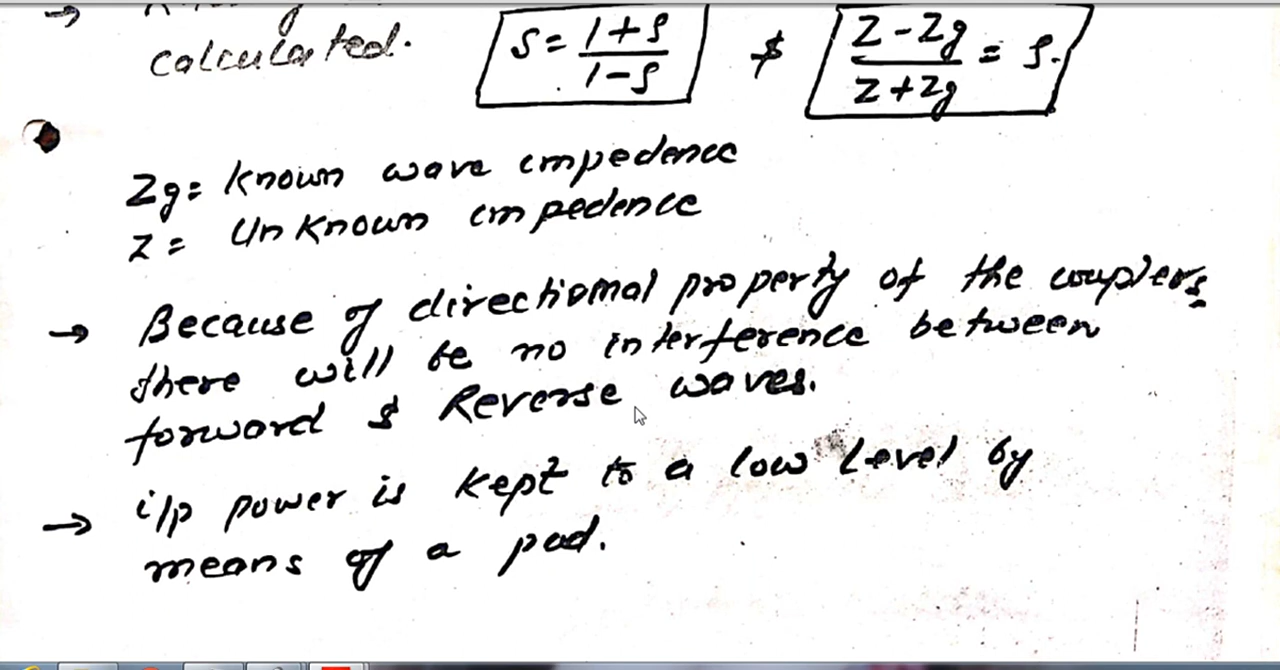 →
calculated. S = 1+ρ / 1-ρ & Z-Zg / Z+Zg = ρ.
Zg = known wave impedence
Z = Unknown impedence
→ Because of directional property of the couplers
there will be no interference between
forward & Reverse waves.
→ i/p power is kept to a low level by
means of a pad.